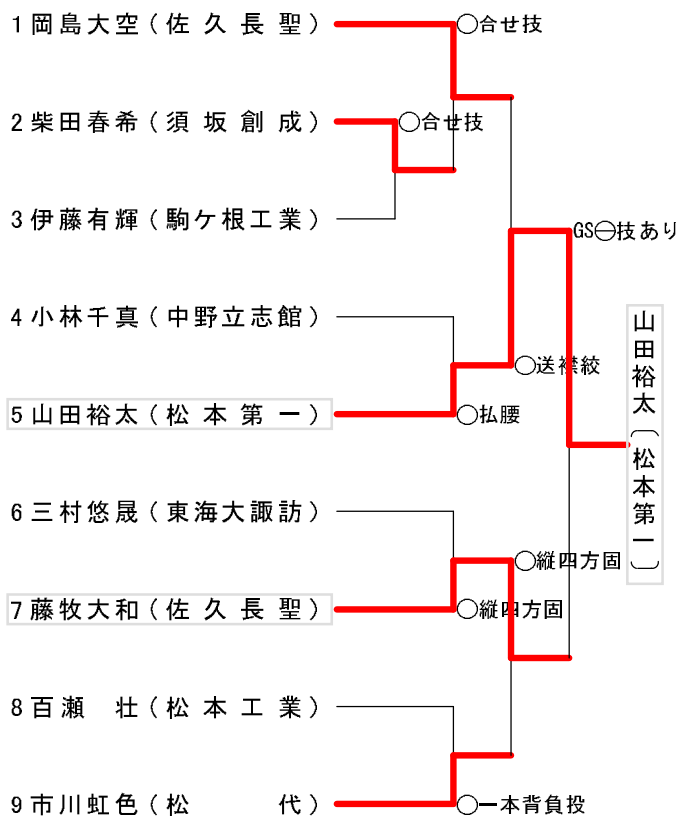 1 岡島大空(佐久長聖)
○合せ技
2 柴田春希(須坂創成)
○合せ技
3 伊藤有輝(駒ケ根工業)
GS○技あり
4 小林千真(中野立志館)
○送襟絞
5 山田裕太(松本第一)
○払腰
山田裕太(松本第一)
6 三村悠晟(東海大諏訪)
○縦四方固
7 藤牧大和(佐久長聖)
○縦四方固
8 百瀬 壮(松本工業)
9 市川虹色(松 代)
○一本背負投